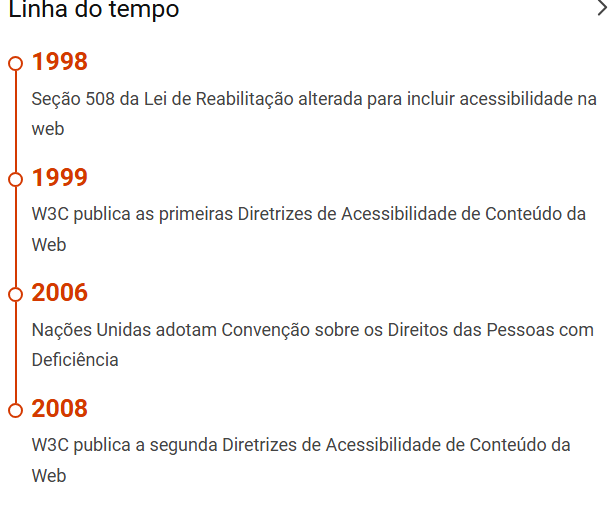 Linha do tempo
1998
Seção 508 da Lei de Reabilitação alterada para incluir acessibilidade na
web
1999
W3C publica as primeiras Diretrizes de Acessibilidade de Conteúdo da
Web
2006
Nações Unidas adotam Convenção sobre os Direitos das Pessoas com
Deficiência
2008
W3C publica a segunda Diretrizes de Acessibilidade de Conteúdo da
Web